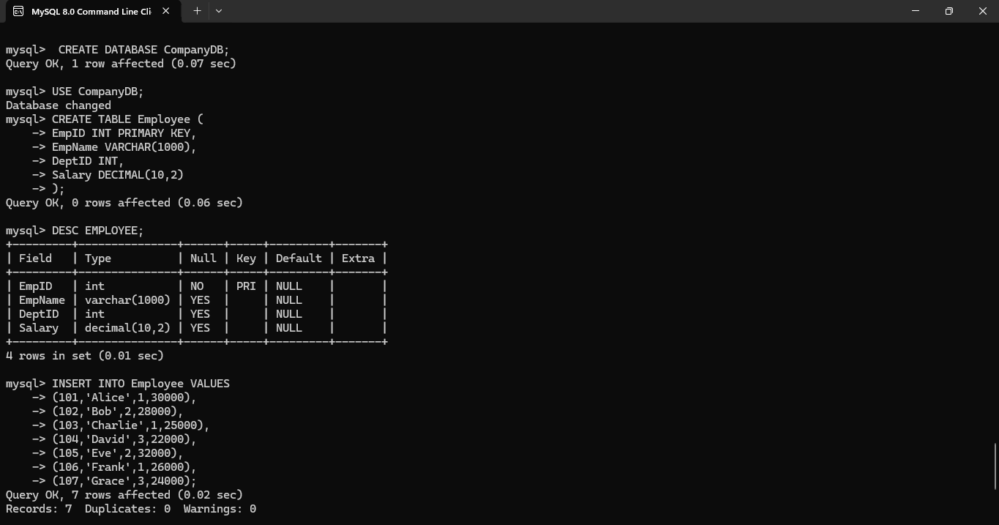 MySQL 8.0 Command Line Cli
mysql>  CREATE DATABASE CompanyDB;
Query OK, 1 row affected (0.07 sec)
mysql> USE CompanyDB;
Database changed
mysql> CREATE TABLE Employee (
    -> EmpID INT PRIMARY KEY,
    -> EmpName VARCHAR(1000),
    -> DeptID INT,
    -> Salary DECIMAL(10,2)
    -> );
Query OK, 0 rows affected (0.06 sec)
mysql> DESC EMPLOYEE;
+---------+---------------+------+-----+---------+-------+
| Field   | Type          | Null | Key | Default | Extra |
+---------+---------------+------+-----+---------+-------+
| EmpID   | int           | NO   | PRI | NULL    |       |
| EmpName | varchar(1000) | YES  |     | NULL    |       |
| DeptID  | int           | YES  |     | NULL    |       |
| Salary  | decimal(10,2) | YES  |     | NULL    |       |
+---------+---------------+------+-----+---------+-------+
4 rows in set (0.01 sec)
mysql> INSERT INTO Employee VALUES
    -> (101,'Alice',1,30000),
    -> (102,'Bob',2,28000),
    -> (103,'Charlie',1,25000),
    -> (104,'David',3,22000),
    -> (105,'Eve',2,32000),
    -> (106,'Frank',1,26000),
    -> (107,'Grace',3,24000);
Query OK, 7 rows affected (0.02 sec)
Records: 7  Duplicates: 0  Warnings: 0